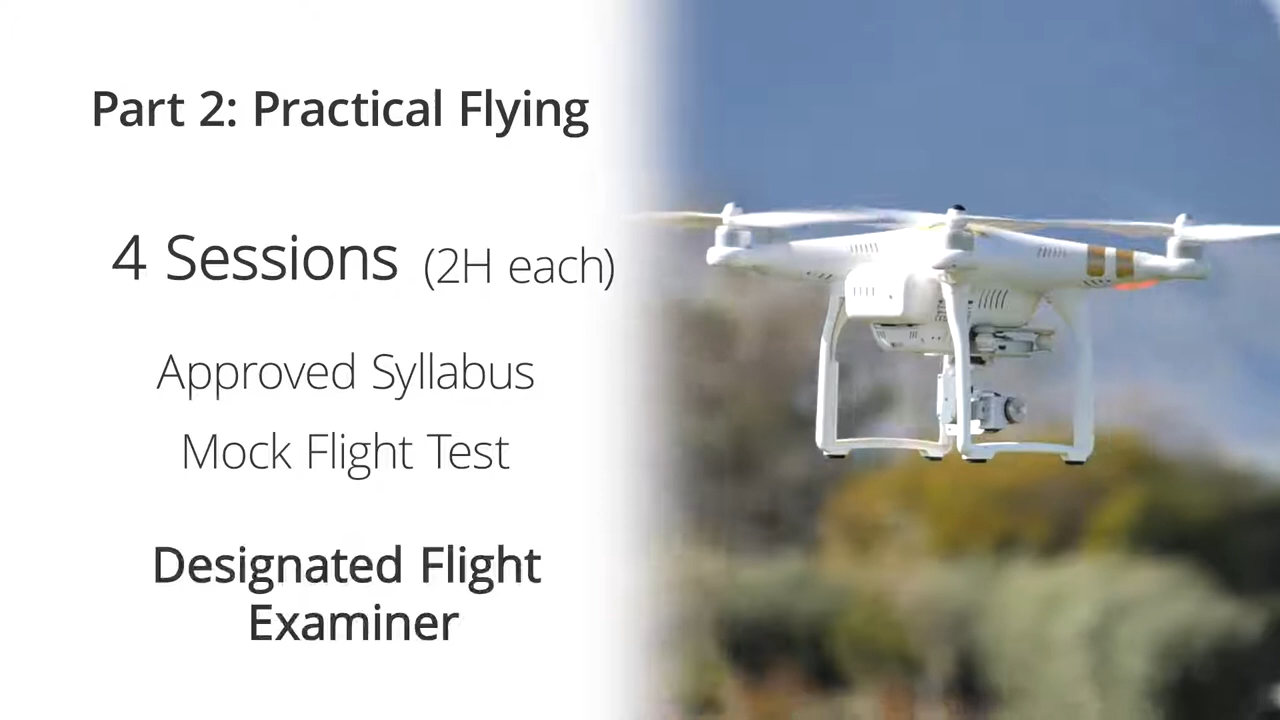 Part 2: Practical Flying
4 Sessions (2H each)
Approved Syllabus
Mock Flight Test
Designated Flight
Examiner